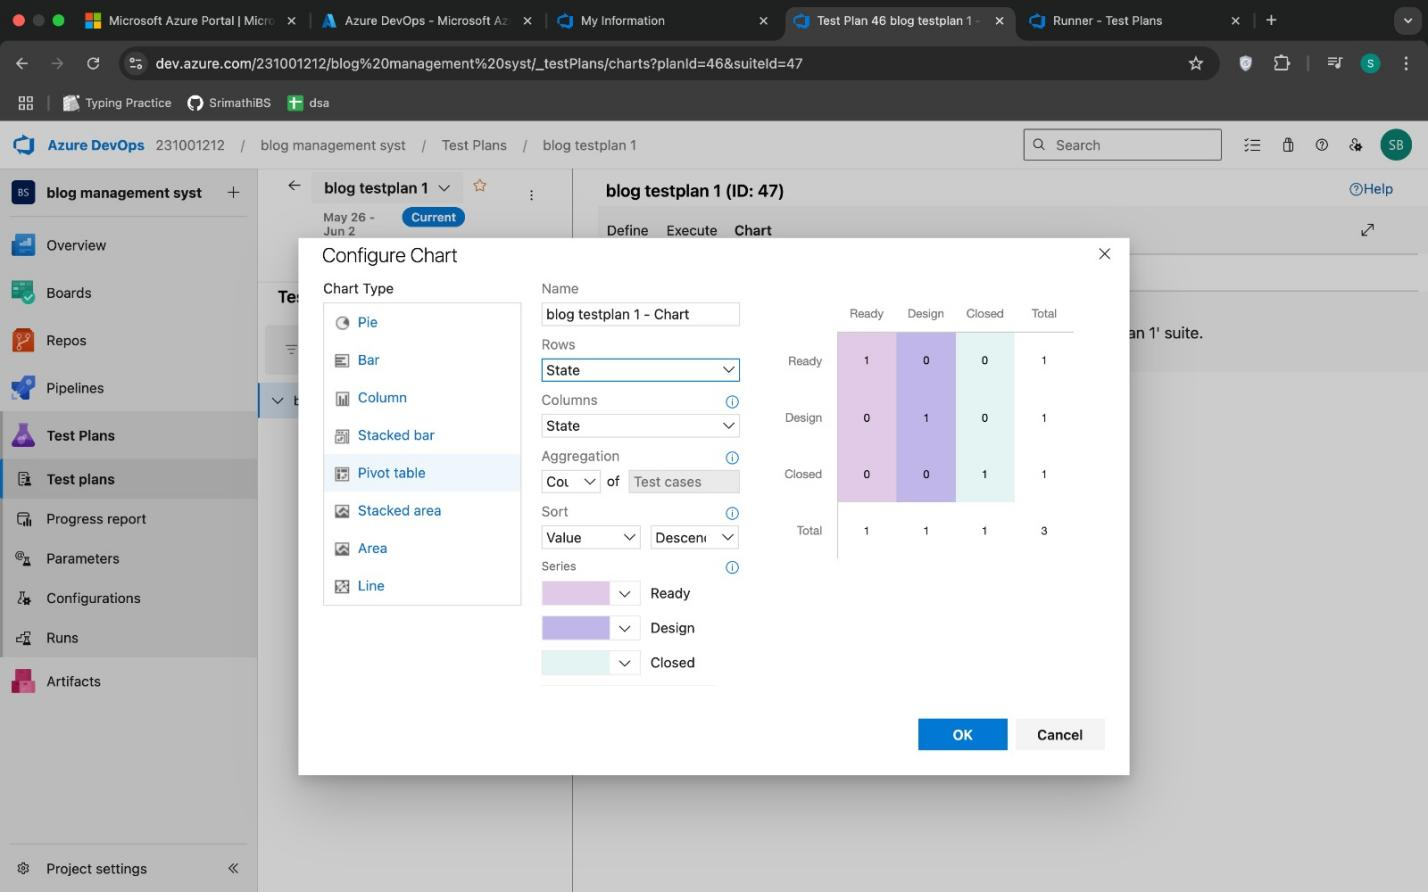 Microsoft Azure Portal | Micro
Azure DevOps - Microsoft Az
My Information
Test Plan 46 blog testplan 1 -
Runner - Test Plans
dev.azure.com/231001212/blog%20management%20syst/_testPlans/charts?planId=46&suiteId=47
S
Typing Practice
SrimathiBS
dsa
Azure DevOps 231001212 / blog management syst / Test Plans / blog testplan 1
Search
SB
BS blog management syst
Overview
Boards
Repos
Pipelines
Test Plans
Test plans
Progress report
Parameters
Configurations
Runs
Artifacts
Project settings
blog testplan 1
May 26 -
Jun 2
Current
blog testplan 1 (ID: 47)
Help
Define Execute Chart
an 1' suite.
Configure Chart
Chart Type
Pie
Bar
Column
Stacked bar
Pivot table
Stacked area
Area
Line
Name
blog testplan 1 - Chart
Rows
State
Columns
State
Aggregation
Cou of Test cases
Sort
Value Descen
Series
Ready
Design
Closed
Ready Design Closed Total
Ready 1 0 0 1
Design 0 1 0 1
Closed 0 0 1 1
Total 1 1 1 3
OK Cancel